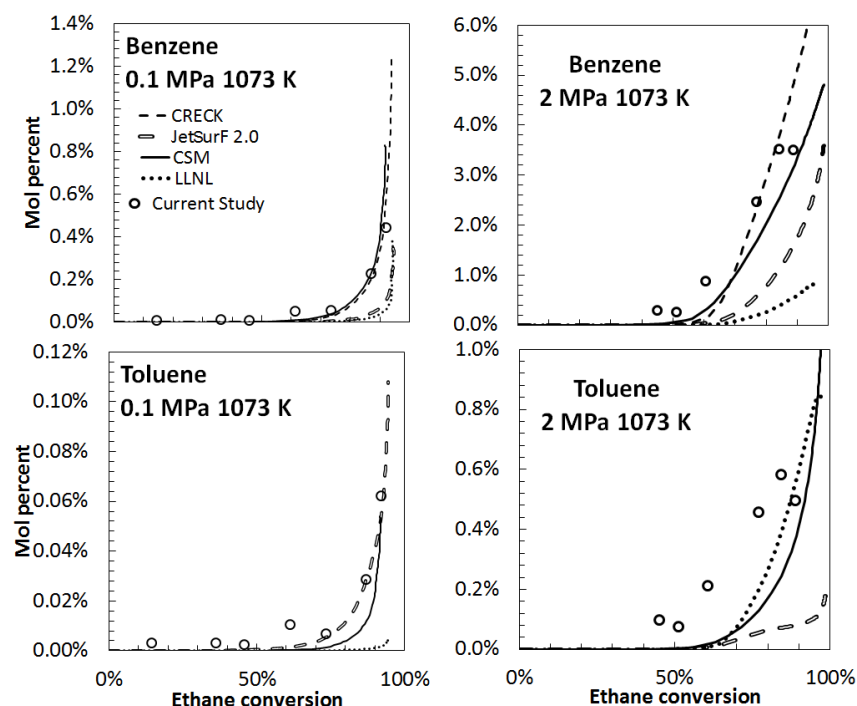 1.4%
1.2%
1.0%
0.8%
0.6%
0.4%
0.2%
0.0%
Mol percent
Benzene
0.1 MPa 1073 K
CRECK
JetSurF 2.0
CSM
LLNL
Current Study
6.0%
5.0%
4.0%
3.0%
2.0%
1.0%
0.0%
Benzene
2 MPa 1073 K
0.12%
0.10%
0.08%
0.06%
0.04%
0.02%
0.00%
Mol percent
Toluene
0.1 MPa 1073 K
0% 50% 100%
Ethane conversion
1.0%
0.8%
0.6%
0.4%
0.2%
0.0%
Toluene
2 MPa 1073 K
0% 50% 100%
Ethane conversion